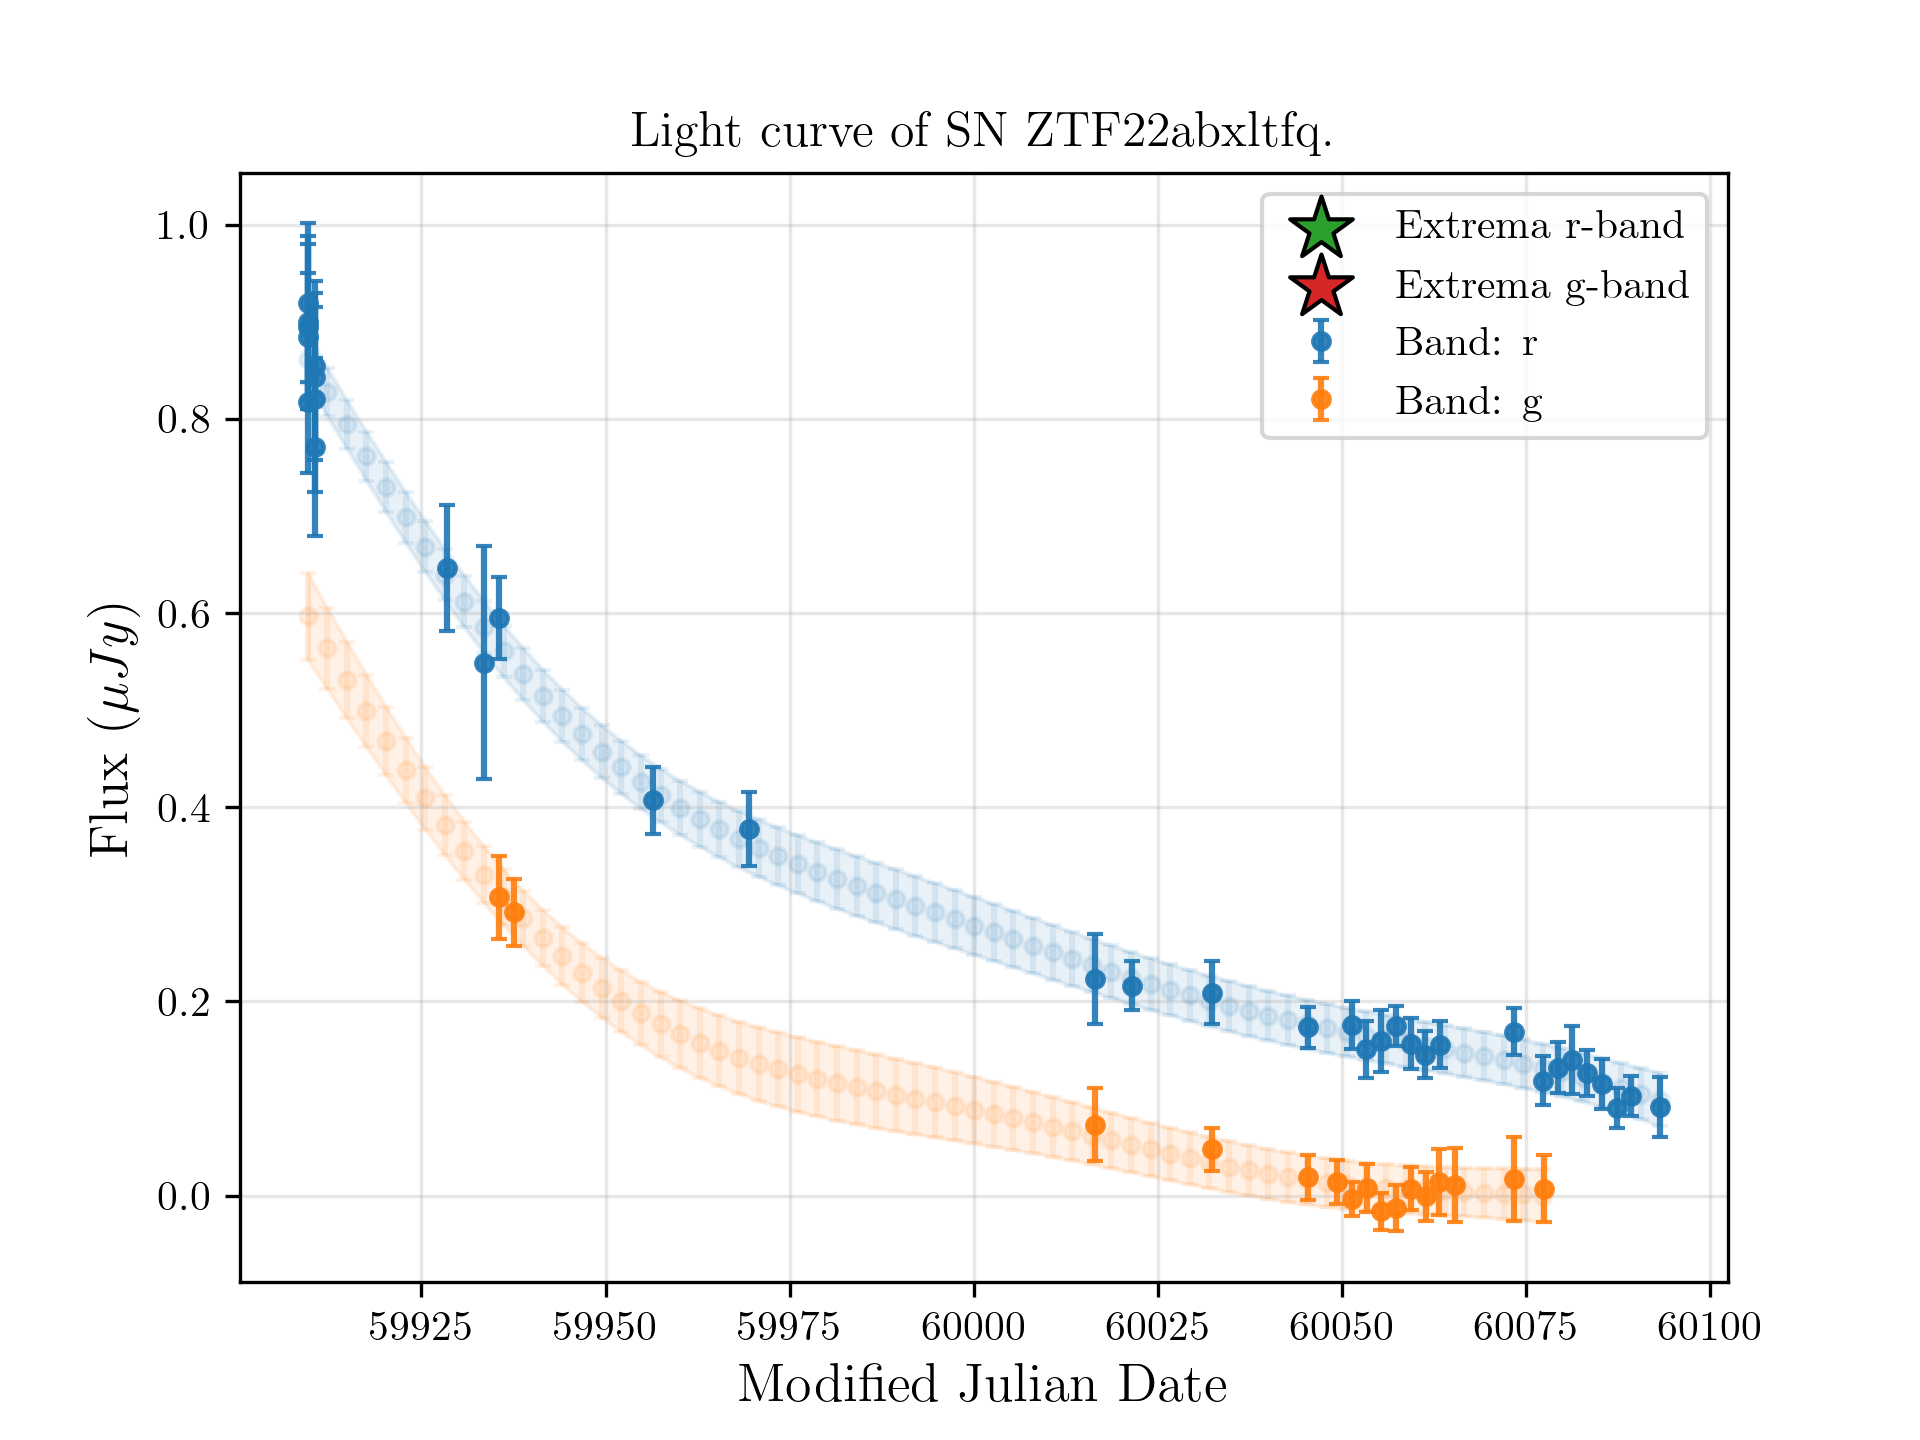 Light curve of SN ZTF22abxltfq.
Extrema r-band
Extrema g-band
Band: r
Band: g
1.0
0.8
0.6
0.4
0.2
0.0
Flux (μJy)
59925 59950 59975 60000 60025 60050 60075 60100
Modified Julian Date